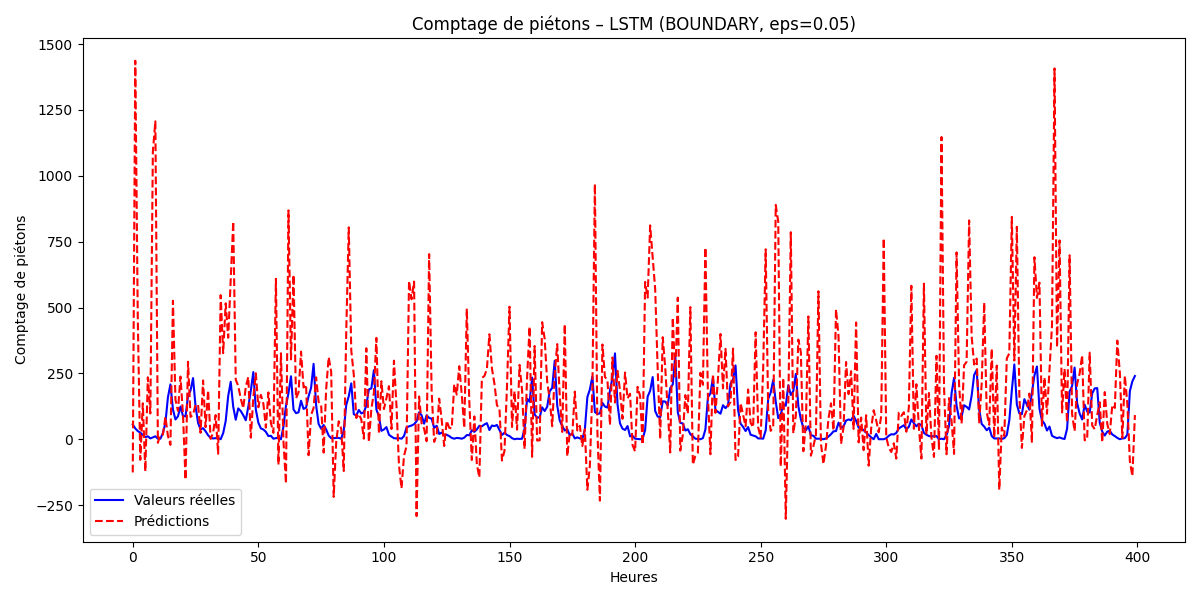 Comptage de piétons – LSTM (BOUNDARY, eps=0.05)
1500
1250
1000
750
500
250
0
−250
Comptage de piétons
Valeurs réelles
Prédictions
0 50 100 150 200 250 300 350 400
Heures